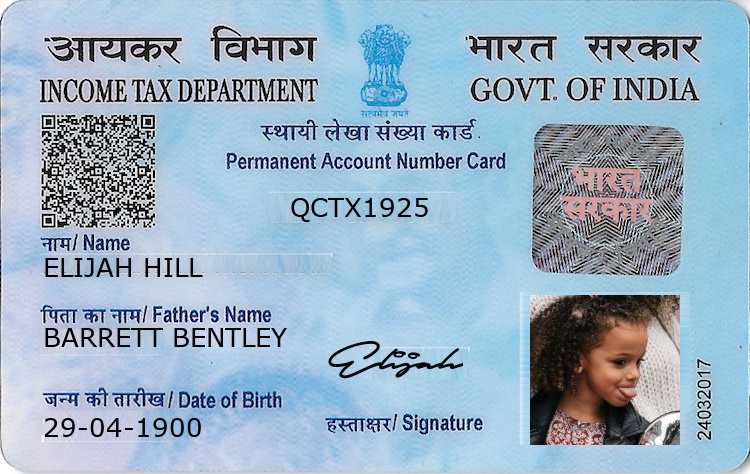 आयकर विभाग
INCOME TAX DEPARTMENT
भारत सरकार
GOVT. OF INDIA
सत्यमेव जयते
स्थायी लेखा संख्या कार्ड
Permanent Account Number Card
QCTX1925
भारत
सरकार
नाम/ Name
ELIJAH HILL
पिता का नाम/ Father's Name
BARRETT BENTLEY
Elijah
जन्म की तारीख / Date of Birth
29-04-1900
हस्ताक्षर/ Signature
24032017